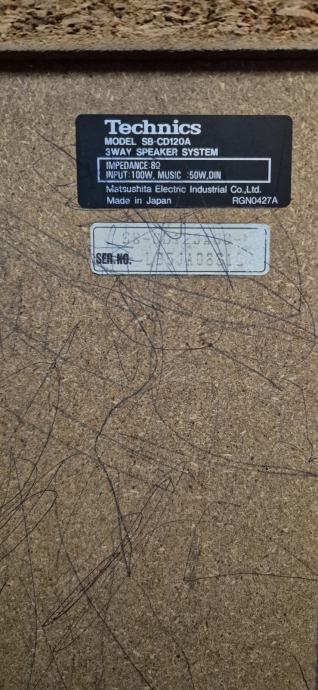 Technics
MODEL SB-CD120A
3WAY SPEAKER SYSTEM
IMPEDANCE:8Ω
INPUT:100W, MUSIC :50W,DIN
Matsushita Electric Industrial Co.,Ltd.
Made in Japan RGN0427A
SER.NO.